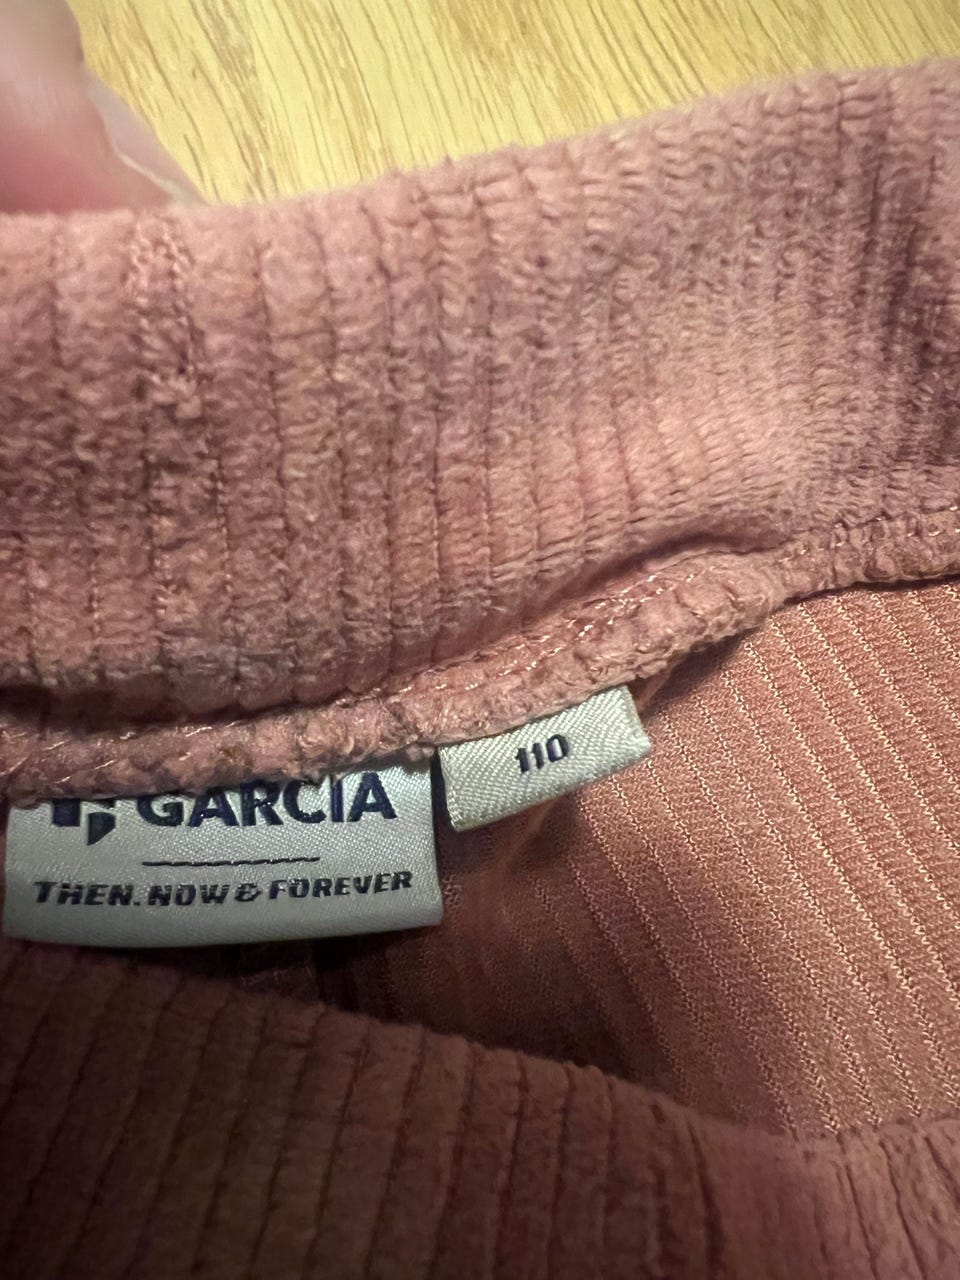 GARCIA
THEN. NOW & FOREVER
110